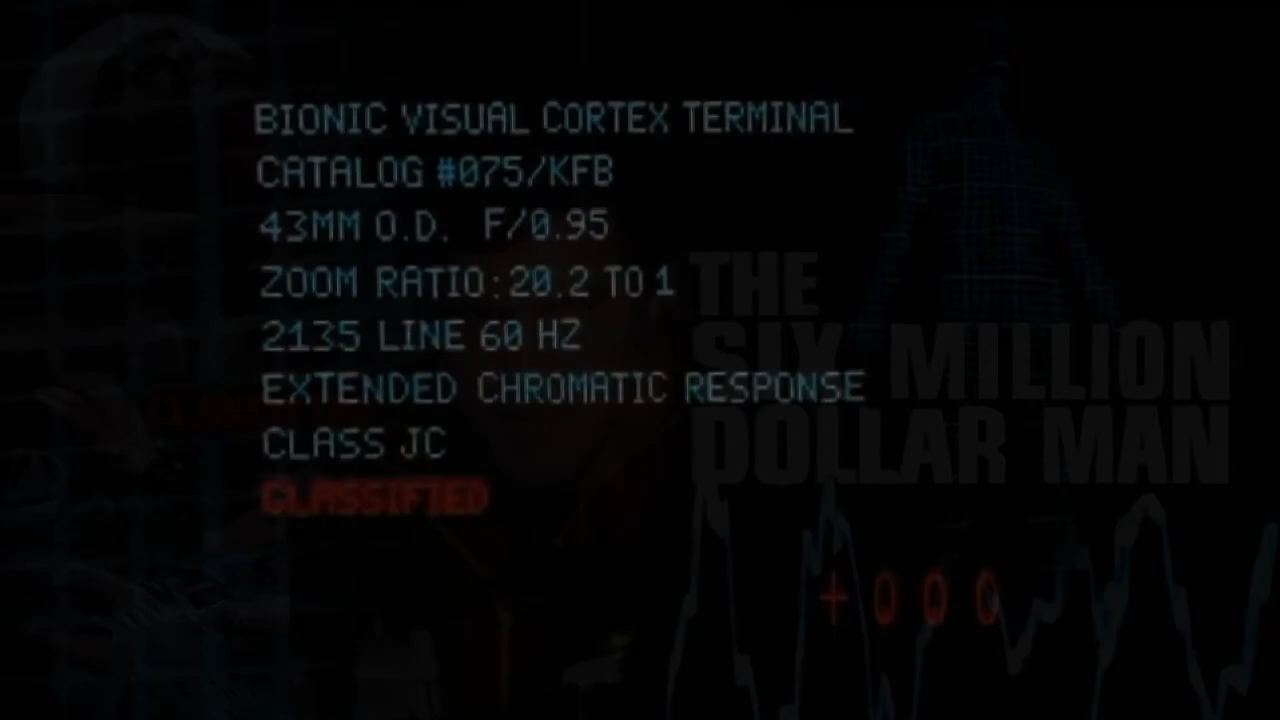 BIONIC VISUAL CORTEX TERMINAL
CATALOG #075/KFB
43MM O.D. F/0.95
ZOOM RATIO:20.2 TO 1
2135 LINE 60 HZ
EXTENDED CHROMATIC RESPONSE
CLASS JC
CLASSIFIED
THE
SIX MILLION
DOLLAR MAN
+000